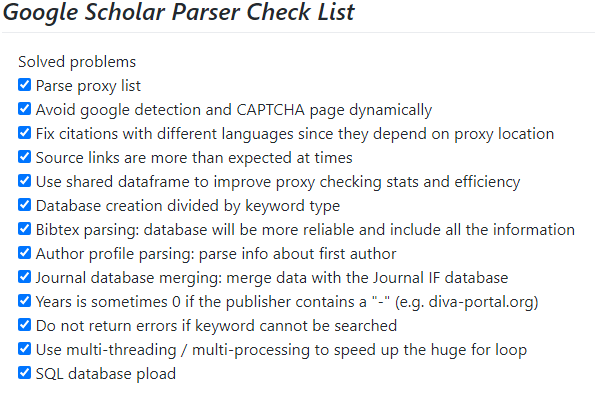 Google Scholar Parser Check List
Solved problems
Parse proxy list
Avoid google detection and CAPTCHA page dynamically
Fix citations with different languages since they depend on proxy location
Source links are more than expected at times
Use shared dataframe to improve proxy checking stats and efficiency
Database creation divided by keyword type
Bibtex parsing: database will be more reliable and include all the information
Author profile parsing: parse info about first author
Journal database merging: merge data with the Journal IF database
Years is sometimes 0 if the publisher contains a "-" (e.g. diva-portal.org)
Do not return errors if keyword cannot be searched
Use multi-threading / multi-processing to speed up the huge for loop
SQL database pload